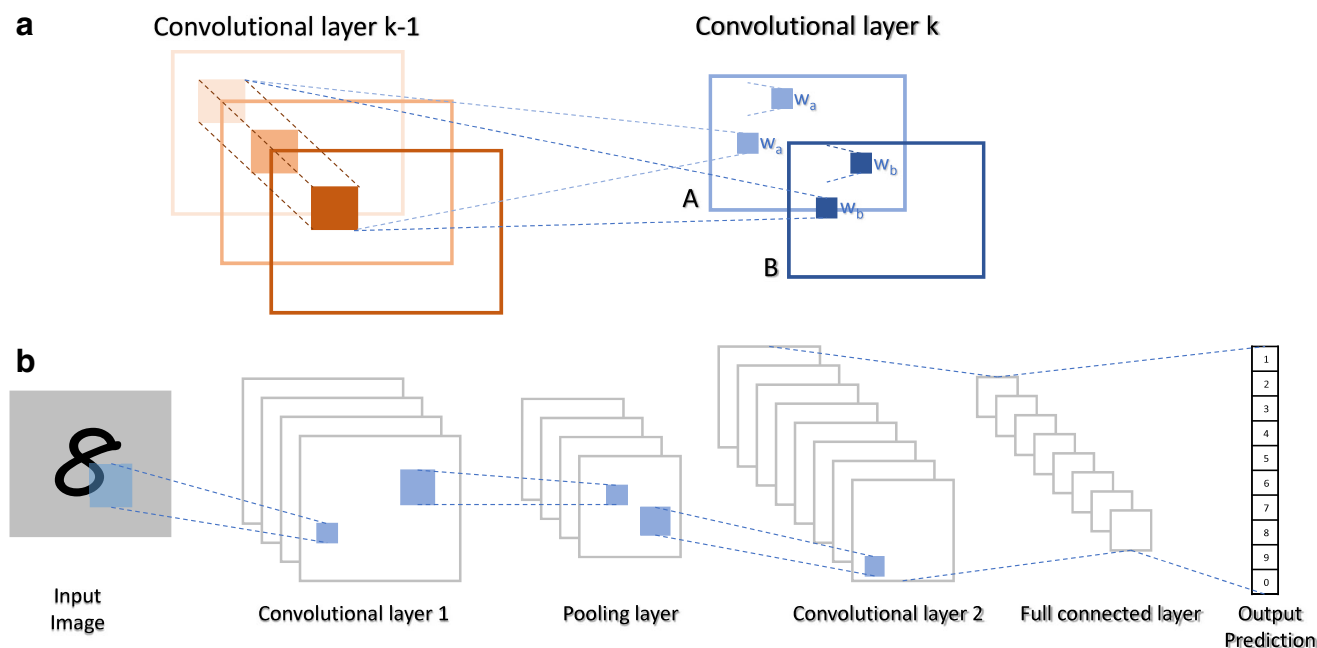 a
Convolutional layer k-1
Convolutional layer k
wa
wa
wb
wb
A
B
b
8
1
2
3
4
5
6
7
8
9
0
Input
Image
Convolutional layer 1
Pooling layer
Convolutional layer 2
Full connected layer
Output
Prediction